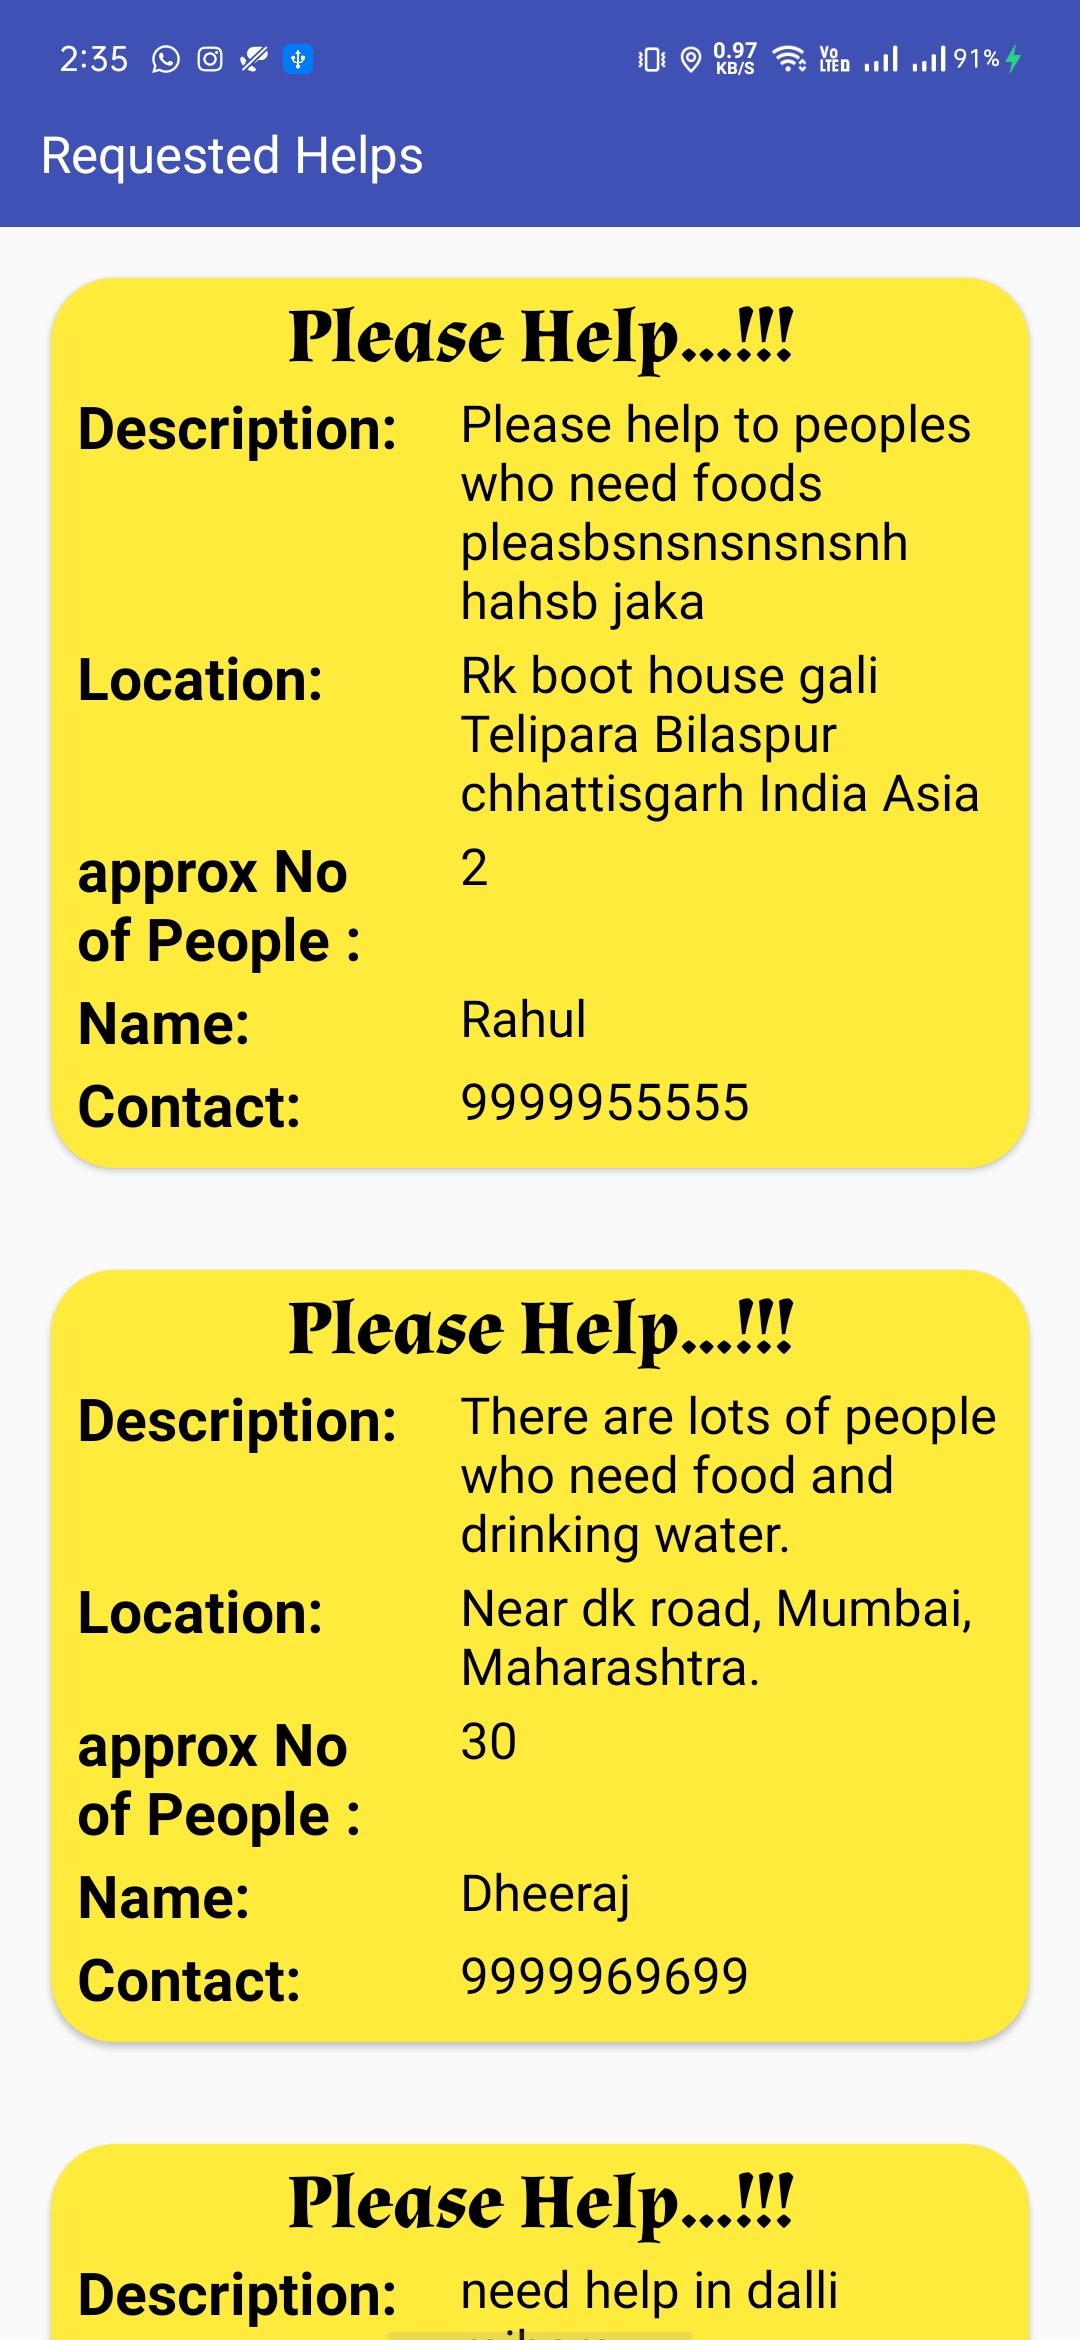 2:35 0.97 KB/S Vo LTE 91%
Requested Helps
Please Help...!!!
Description: Please help to peoples
who need foods
pleasbsnsnsnsnsnh
hahsb jaka
Location: Rk boot house gali
Telipara Bilaspur
chhattisgarh India Asia
approx No 2
of People :
Name: Rahul
Contact: 9999955555
Please Help...!!!
Description: There are lots of people
who need food and
drinking water.
Location: Near dk road, Mumbai,
Maharashtra.
approx No 30
of People :
Name: Dheeraj
Contact: 9999969699
Please Help...!!!
Description: need help in dalli